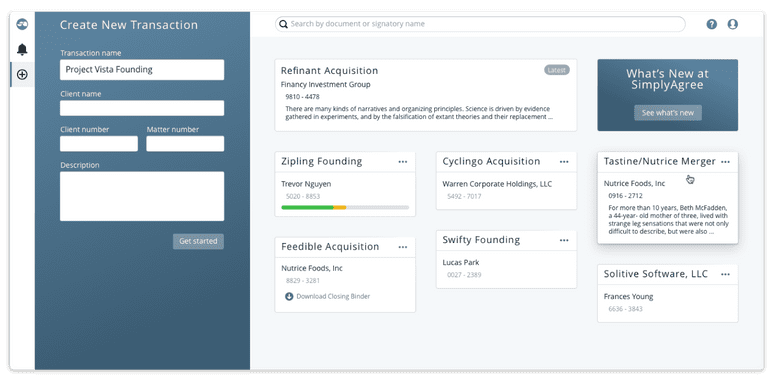 Create New Transaction
Transaction name
Project Vista Founding
Client name
Client number
Matter number
Description
Get started
Search by document or signatory name
?
Refinant Acquisition
Latest
Financy Investment Group
9810 - 4478
There are many kinds of narratives and organizing principles. Science is driven by evidence
gathered in experiments, and by the falsification of extant theories and their replacement ...
What's New at
SimplyAgree
See what's new
Zipling Founding
Trevor Nguyen
5020 - 8853
Cyclingo Acquisition
Warren Corporate Holdings, LLC
5492 - 7017
Tastine/Nutrice Merger
Nutrice Foods, Inc
0916 - 2712
For more than 10 years, Beth McFadden,
a 44-year- old mother of three, lived with
strange leg sensations that were not only
difficult to describe, but were also ...
Feedible Acquisition
Nutrice Foods, Inc
8829 - 3281
Download Closing Binder
Swifty Founding
Lucas Park
0027 - 2389
Solitive Software, LLC
Frances Young
6636 - 3843